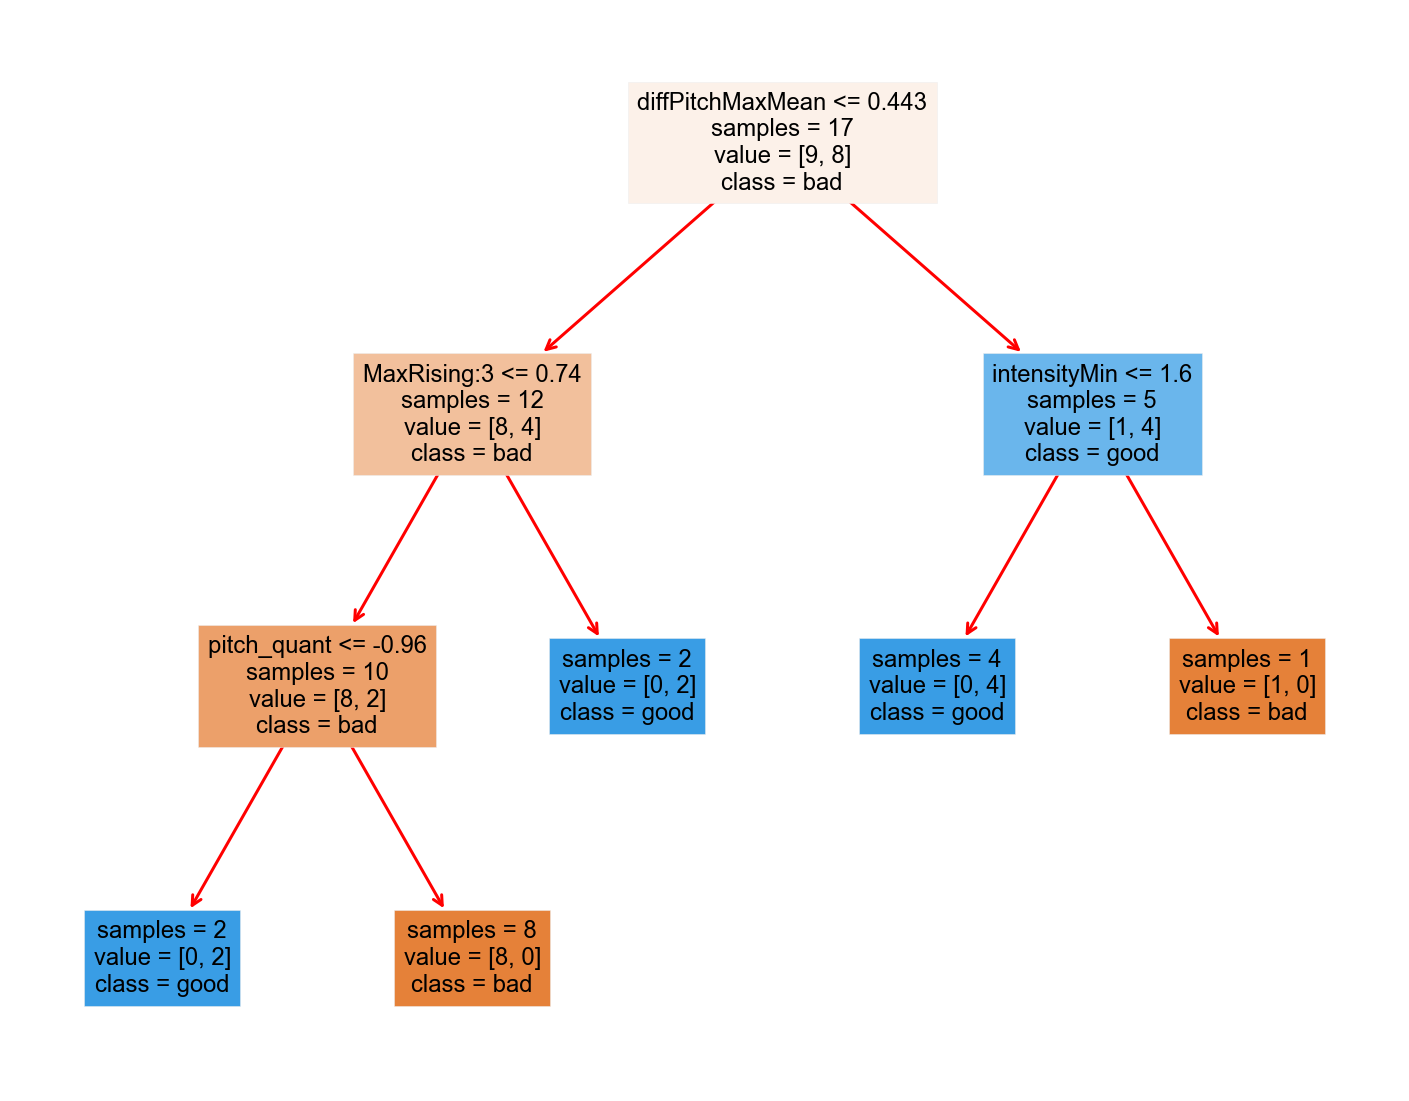 diffPitchMaxMean <= 0.443
samples = 17
value = [9, 8]
class = bad
MaxRising:3 <= 0.74
samples = 12
value = [8, 4]
class = bad
intensityMin <= 1.6
samples = 5
value = [1, 4]
class = good
pitch_quant <= -0.96
samples = 10
value = [8, 2]
class = bad
samples = 2
value = [0, 2]
class = good
samples = 4
value = [0, 4]
class = good
samples = 1
value = [1, 0]
class = bad
samples = 2
value = [0, 2]
class = good
samples = 8
value = [8, 0]
class = bad